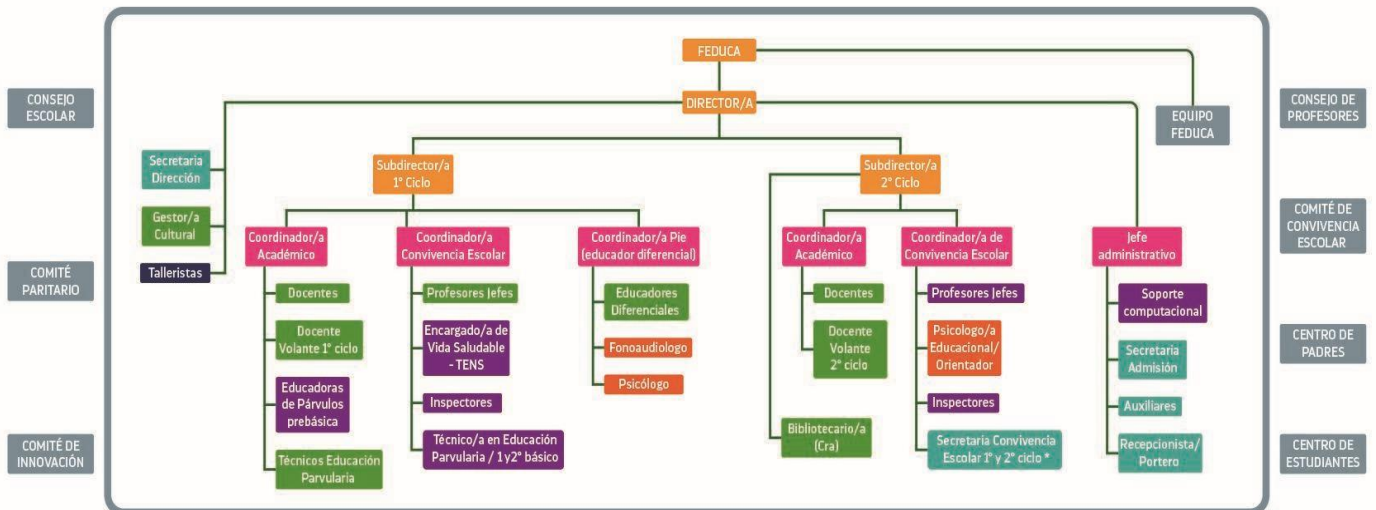 FEDUCA
CONSEJO
ESCOLAR
DIRECTOR/A
EQUIPO
FEDUCA
CONSEJO DE
PROFESORES
Secretaria
Dirección
Subdirector/a
1° Ciclo
Subdirector/a
2° Ciclo
Gestor/a
Cultural
COMITÉ DE
CONVIVENCIA
ESCOLAR
Coordinador/a
Académico
Coordinador/a
Convivencia Escolar
Coordinador/a Pie
(educador diferencial)
Coordinador/a
Académico
Coordinador/a de
Convivencia Escolar
Jefe
administrativo
COMITÉ
PARITARIO
Talleristas
Docentes
Profesores Jefes
Educadores
Diferenciales
Docentes
Profesores Jefes
Soporte
computacional
Docente
Volante 1° ciclo
Encargado/a de
Vida Saludable
- TENS
Fonoaudiologo
Docente
Volante
2° ciclo
Psicologo/a
Educacional/
Orientador
Secretaria
Admisión
CENTRO DE
PADRES
Psicólogo
Educadoras
de Párvulos
prebásica
Inspectores
Inspectores
Auxiliares
COMITÉ DE
INNOVACIÓN
Técnicos Educación
Parvularia
Técnico/a en Educación
Parvularia / 1y2° básico
Bibliotecario/a
(Cra)
Secretaria Convivencia
Escolar 1° y 2° ciclo *
Recepcionista/
Portero
CENTRO DE
ESTUDIANTES